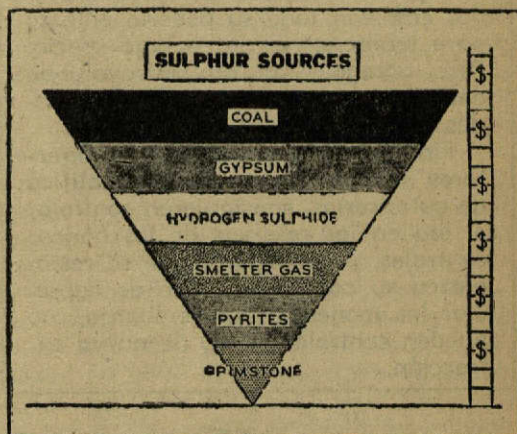 SULPHUR SOURCES
$
COAL
$
GYPSUM
$
HYDROGEN SULPHIDE
$
SMELTER GAS
$
PYRITES
$
BRIMSTONE